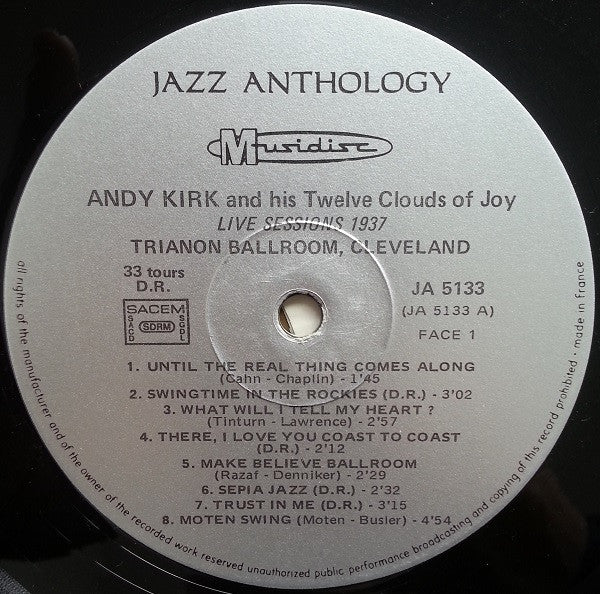 JAZZ ANTHOLOGY
Musidisc
ANDY KIRK and his Twelve Clouds of Joy
LIVE SESSIONS 1937
TRIANON BALLROOM, CLEVELAND
33 tours
D.R.
SACEM
SACD
SDRM
SGDL
JA 5133
(JA 5133 A)
FACE 1
1. UNTIL THE REAL THING COMES ALONG
(Cahn - Chaplin) - 1'45
2. SWINGTIME IN THE ROCKIES (D.R.) - 3'02
3. WHAT WILL I TELL MY HEART ?
(Tinturn - Lawrence) - 2'57
4. THERE, I LOVE YOU COAST TO COAST
(D.R.) - 2'12
5. MAKE BELIEVE BALLROOM
(Razaf - Denniker) - 2'29
6. SEPIA JAZZ (D.R.) - 2'32
7. TRUST IN ME (D.R.) - 3'15
8. MOTEN SWING (Moten - Busler) - 4'54
all rights of the manufacturer and of the owner of the recorded work reserved unauthorized public performance broadcasting and copying of this record prohibited · made in france